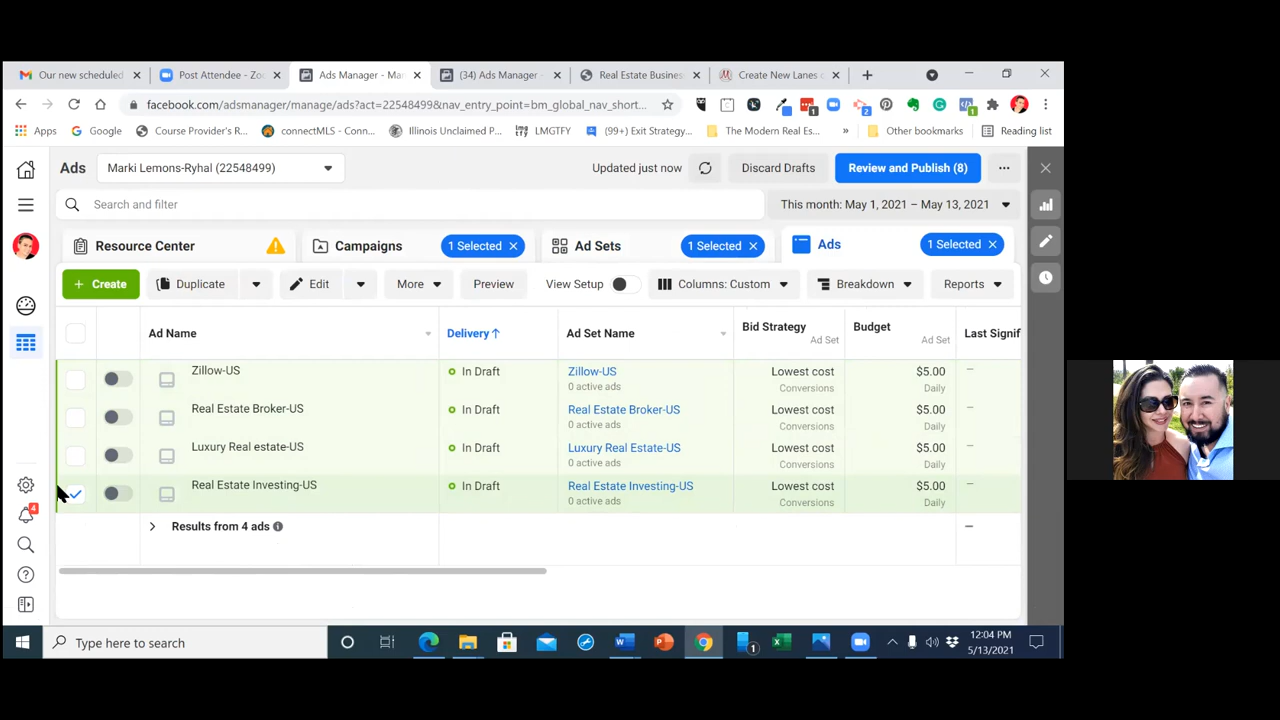 Our new scheduled
Post Attendee - Zoo
Ads Manager - Ma
(34) Ads Manager -
Real Estate Busines
Create New Lanes o
facebook.com/adsmanager/manage/ads?act=22548499&nav_entry_point=bm_global_nav_short...
1
2
1
Apps
Google
Course Provider's R...
connectMLS - Conn...
Illinois Unclaimed P...
LMGTFY
(99+) Exit Strategy...
The Modern Real Es...
»
Other bookmarks
Reading list
Ads
Marki Lemons-Ryhal (22548499)
Updated just now
Discard Drafts
Review and Publish (8)
Search and filter
This month: May 1, 2021 – May 13, 2021
Resource Center
Campaigns
1 Selected
Ad Sets
1 Selected
Ads
1 Selected
+ Create
Duplicate
Edit
More
Preview
View Setup
Columns: Custom
Breakdown
Reports
Ad Name
Delivery ↑
Ad Set Name
Bid Strategy
Ad Set
Budget
Ad Set
Last Signif
Zillow-US
In Draft
Zillow-US
0 active ads
Lowest cost
Conversions
$5.00
Daily
—
Real Estate Broker-US
In Draft
Real Estate Broker-US
0 active ads
Lowest cost
Conversions
$5.00
Daily
—
Luxury Real estate-US
In Draft
Luxury Real Estate-US
0 active ads
Lowest cost
Conversions
$5.00
Daily
—
Real Estate Investing-US
In Draft
Real Estate Investing-US
0 active ads
Lowest cost
Conversions
$5.00
Daily
—
Results from 4 ads
—
4
Type here to search
1
12:04 PM
5/13/2021